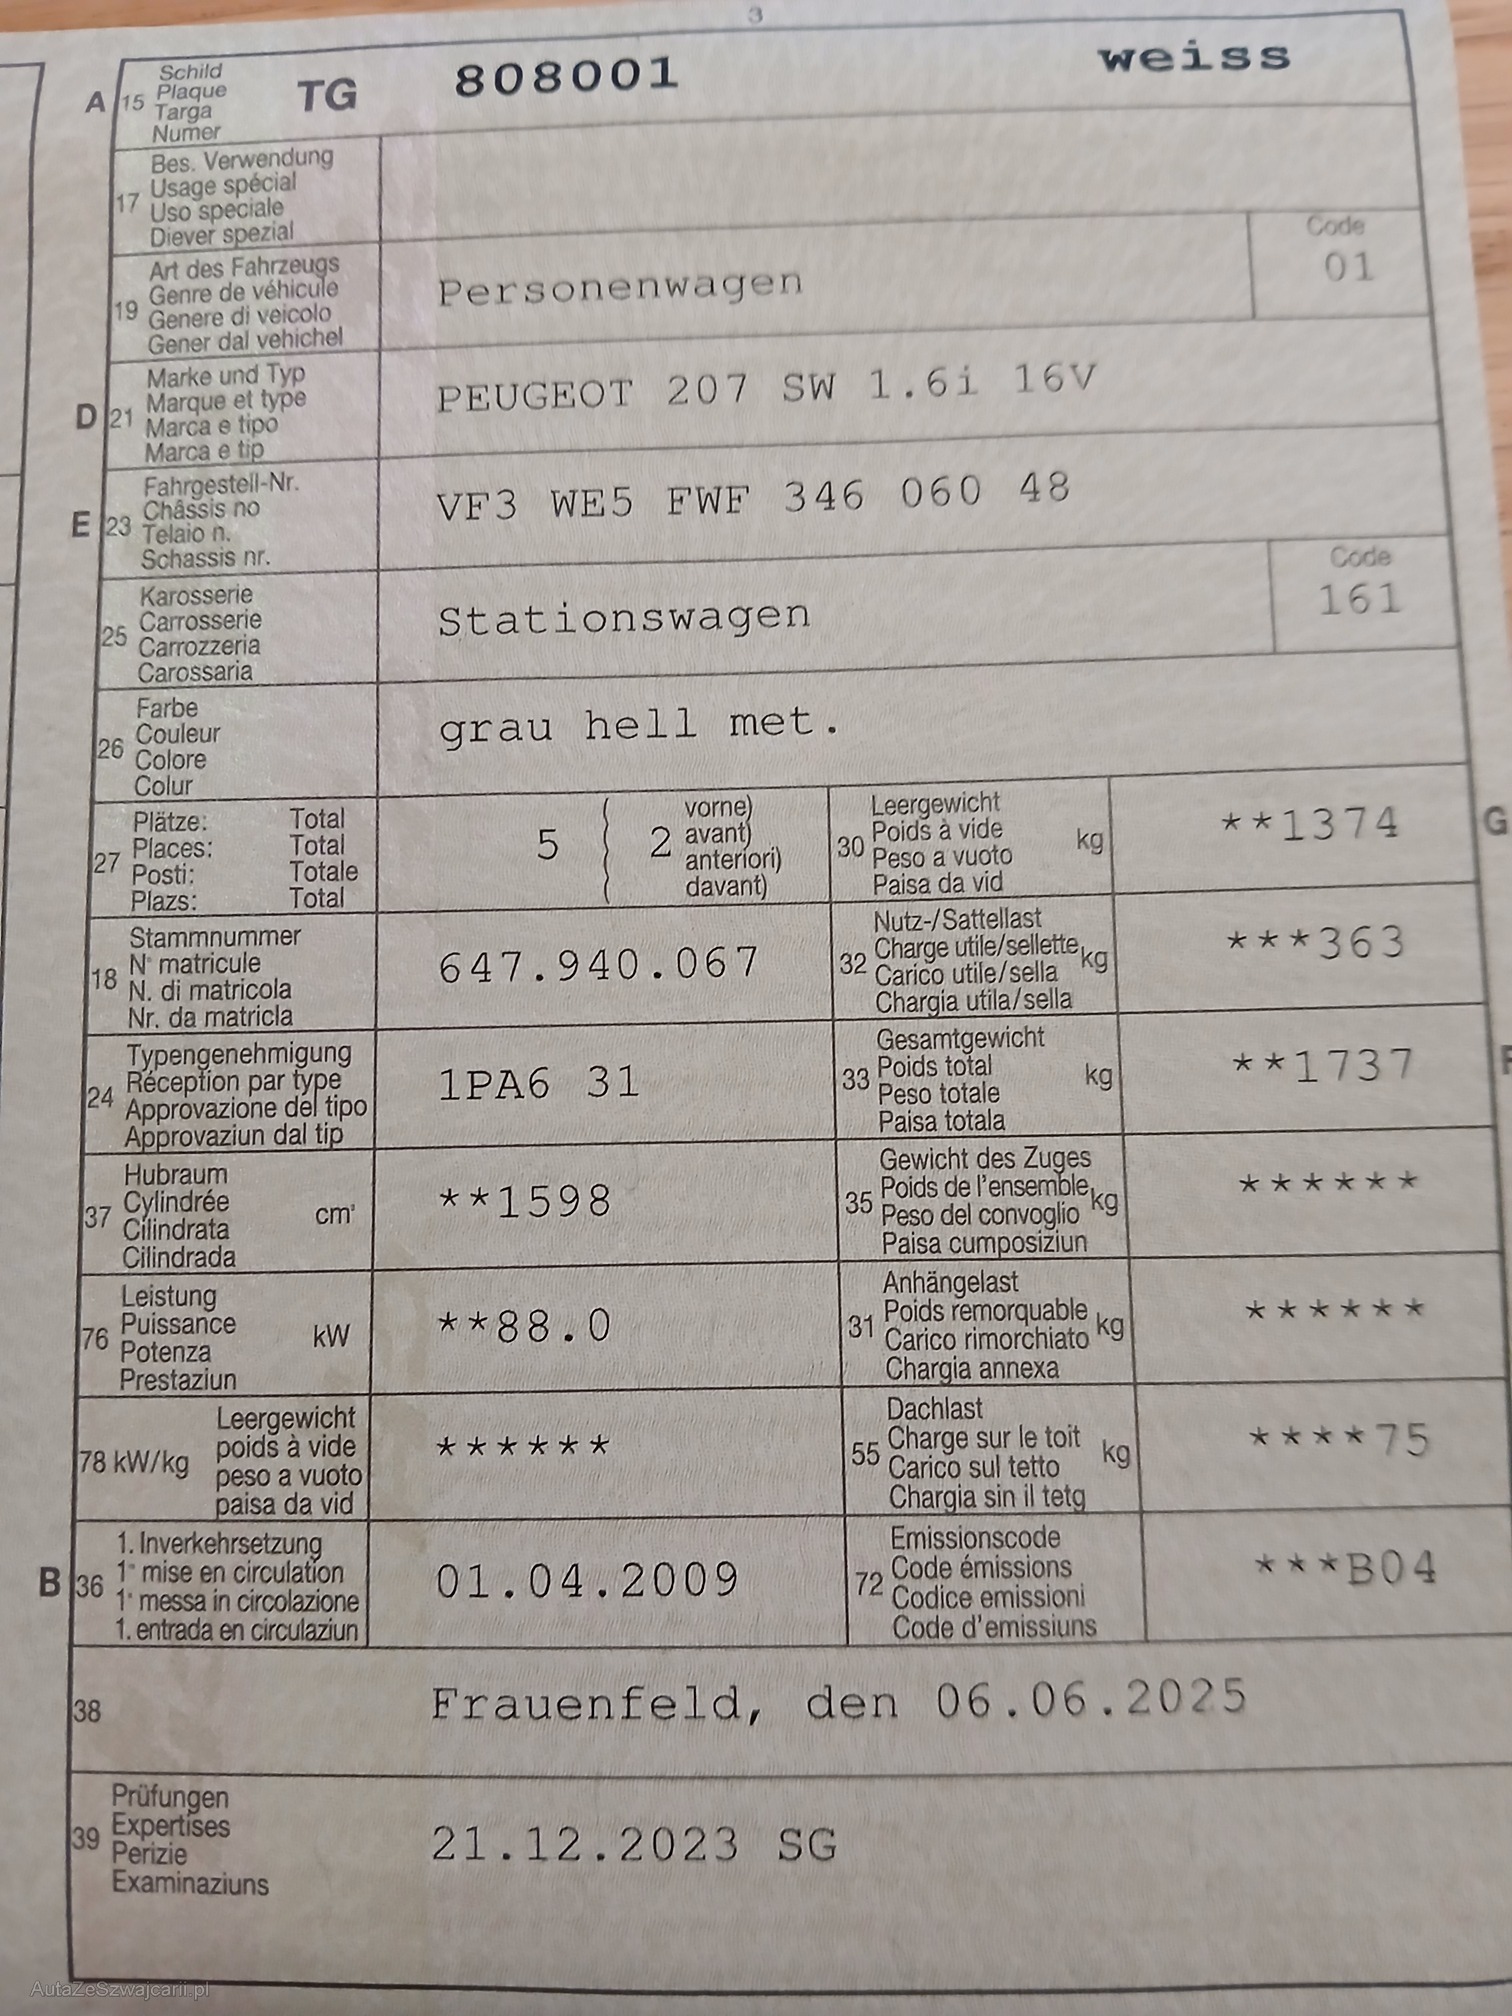 3
A 15 Schild TG 808001 weiss
Plaque
Targa
Numer
17 Bes. Verwendung
Usage spécial
Uso speciale
Diever spezial
19 Art des Fahrzeugs Personenwagen Code 01
Genre de véhicule
Genere di veicolo
Gener dal vehichel
D 21 Marke und Typ PEUGEOT 207 SW 1.6i 16V
Marque et type
Marca e tipo
Marca e tip
E 23 Fahrgestell-Nr. VF3 WE5 FWF 346 060 48
Châssis no
Telaio n.
Schassis nr.
25 Karosserie Stationswagen Code 161
Carrosserie
Carrozzeria
Carossaria
26 Farbe grau hell met.
Couleur
Colore
Colur
27 Plätze: Total 5 ( 2 vorne)
Places: Total avant)
Posti: Totale anteriori)
Plazs: Total davant)
30 Leergewicht kg **1374 G
Poids à vide
Peso a vuoto
Paisa da vid
18 Stammnummer 647.940.067
N° matricule
N. di matricola
Nr. da matricla
32 Nutz-/Sattellast kg ***363
Charge utile/sellette
Carico utile/sella
Chargia utila/sella
24 Typengenehmigung 1PA6 31
Réception par type
Approvazione del tipo
Approvaziun dal tip
33 Gesamtgewicht kg **1737 F
Poids total
Peso totale
Paisa totala
37 Hubraum cm³ **1598
Cylindrée
Cilindrata
Cilindrada
35 Gewicht des Zuges kg ******
Poids de l'ensemble
Peso del convoglio
Paisa cumposiziun
76 Leistung kW **88.0
Puissance
Potenza
Prestaziun
31 Anhängelast kg ******
Poids remorquable
Carico rimorchiato
Chargia annexa
78 kW/kg Leergewicht ******
poids à vide
peso a vuoto
paisa da vid
55 Dachlast kg ****75
Charge sur le toit
Carico sul tetto
Chargia sin il tetg
B 36 1. Inverkehrsetzung 01.04.2009
1e mise en circulation
1a messa in circolazione
1. entrada en circulaziun
72 Emissionscode ***B04
Code émissions
Codice emissioni
Code d'emissiuns
38 Frauenfeld, den 06.06.2025
39 Prüfungen 21.12.2023 SG
Expertises
Perizie
Examinaziuns
AutaZeSzwajcarii.pl